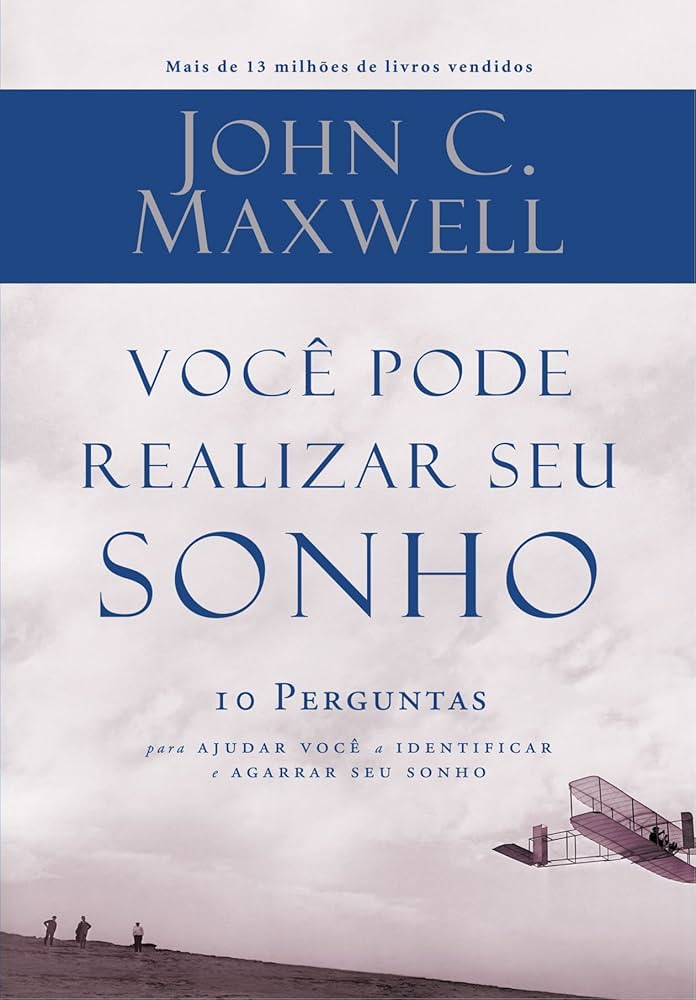 Mais de 13 milhões de livros vendidos
JOHN C.
MAXWELL
VOCÊ PODE
REALIZAR SEU
SONHO
10 PERGUNTAS
para AJUDAR VOCÊ a IDENTIFICAR
e AGARRAR SEU SONHO